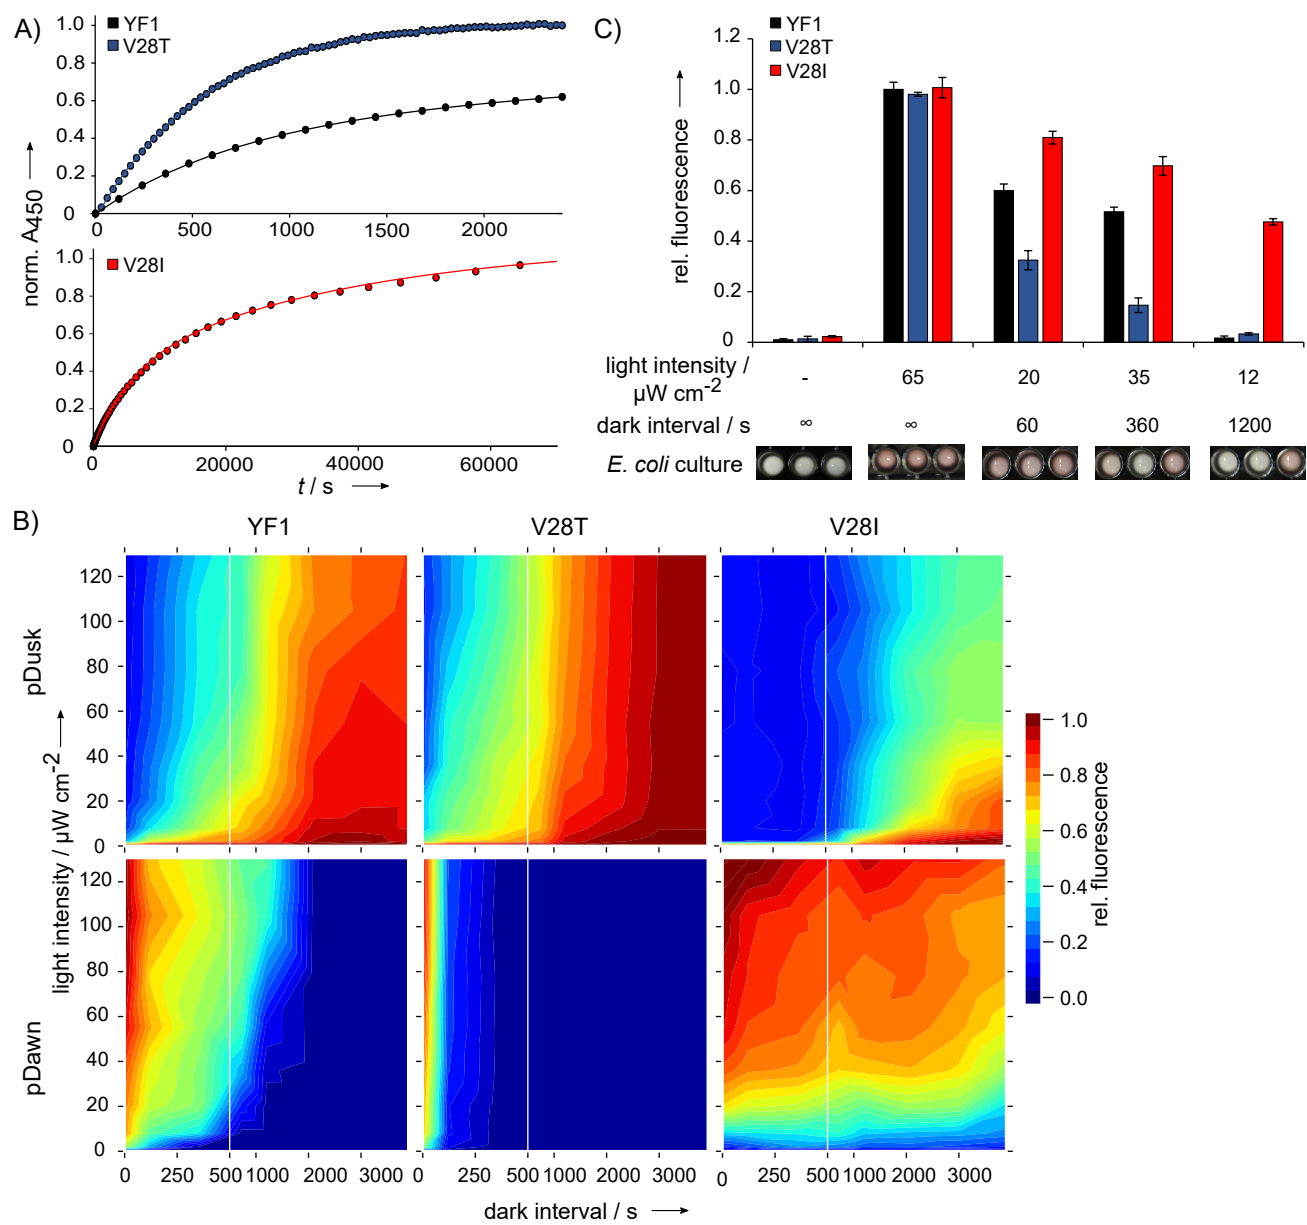 A)
YF1
V28T
1.0
0.8
0.6
0.4
0.2
0
0 500 1000 1500 2000
norm. A450
V28I
1.0
0.8
0.6
0.4
0.2
0
0 20000 40000 60000
t / s
C)
YF1
V28T
V28I
1.2
1.0
0.8
0.6
0.4
0.2
0
rel. fluorescence
light intensity / µW cm-2
- 65 20 35 12
dark interval / s ∞ ∞ 60 360 1200
E. coli culture
B)
YF1 V28T V28I
pDusk
120
100
80
60
40
20
0
pDawn
120
100
80
60
40
20
0
light intensity / µW cm-2
0 250 500 1000 2000 3000
0 250 500 1000 2000 3000
0 250 500 1000 2000 3000
dark interval / s
1.0
0.8
0.6
0.4
0.2
0.0
rel. fluorescence